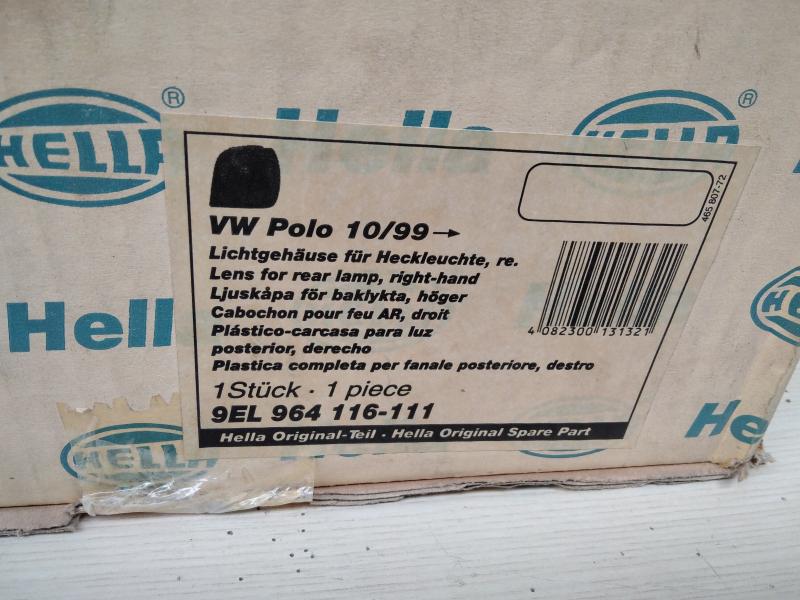 HELLA ®
Hella
HELLA ®
465 807-72
VW Polo 10/99→
Lichtgehäuse für Heckleuchte, re.
Lens for rear lamp, right-hand
Ljuskåpa för baklykta, höger
Cabochon pour feu AR, droit
Plástico-carcasa para luz
posterior, derecho
Plastica completa per fanale posteriore, destro
1Stück · 1 piece
9EL 964 116-111
Hella Original-Teil · Hella Original Spare Part
4 082300 131321
Hella
HELLA
He